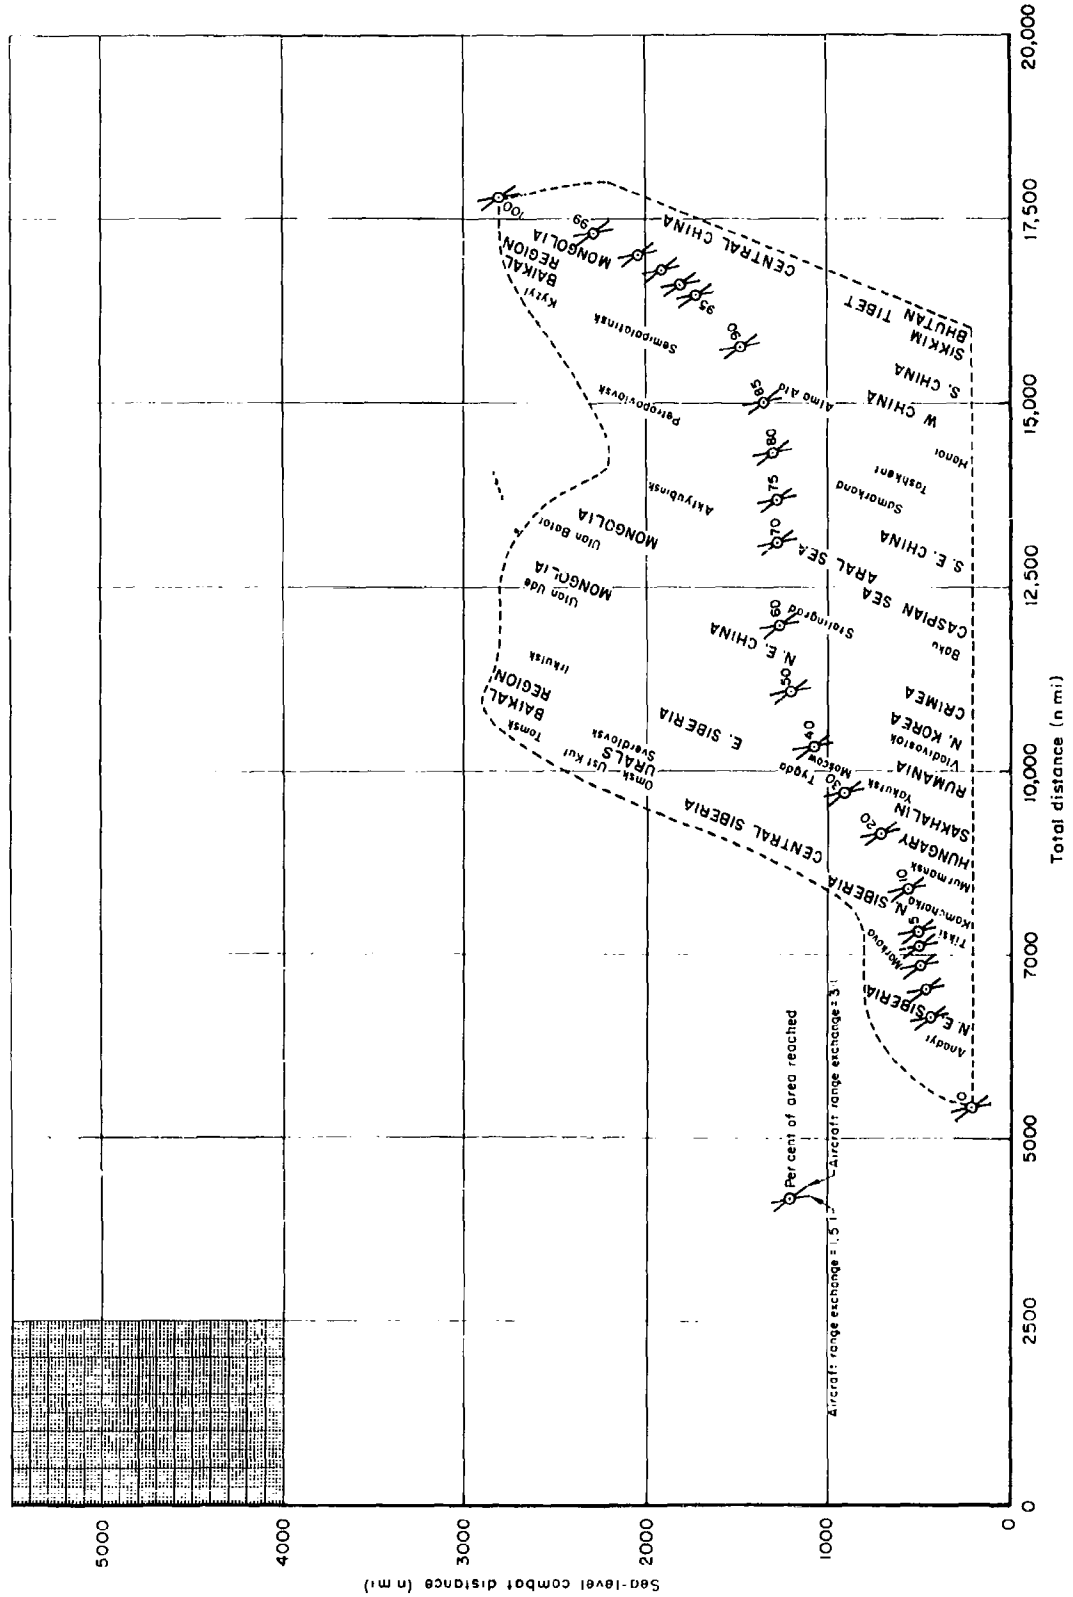 Sea-level combat distance (n mi)
5000
4000
3000
2000
1000
0
0
2500
5000
7000
10,000
12,500
15,000
17,500
20,000
Total distance (n mi)
Per cent of area reached
Aircraft range exchange = 1.5:1
Aircraft range exchange = 3:1
0
5
10
20
30
40
50
60
70
75
80
85
90
95
99
100
Anadyr
N.E. SIBERIA
Markovo
Tiksi
Kamchatka
N. SIBERIA
Murmansk
HUNGARY
SAKHALIN
Yakutsk
RUMANIA
Vladivostok
N. KOREA
CRIMEA
CENTRAL SIBERIA
Tygda
Moscow
E. SIBERIA
N. E. CHINA
Stalingrad
Baku
CASPIAN SEA
ARAL SEA
S. E. CHINA
Omsk Ust Kut
URALS
Sverdlovsk
Tomsk
BAIKAL
REGION
Irkutsk
Ulan Ude
MONGOLIA
Ulan Bator
MONGOLIA
Aktyubinsk
Samarkand
Tashkent
Hanoi
Petropavlovsk
Alma Ata
W CHINA
S. CHINA
SIKKIM
BHUTAN TIBET
Semipalatinsk
Kyzyl
BAIKAL
REGION
MONGOLIA
CENTRAL CHINA